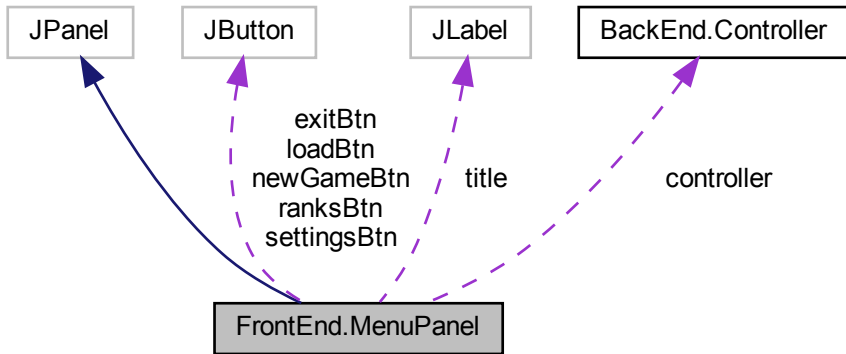 JPanel
JButton
JLabel
BackEnd.Controller
exitBtn
loadBtn
newGameBtn
ranksBtn
settingsBtn
title
controller
FrontEnd.MenuPanel